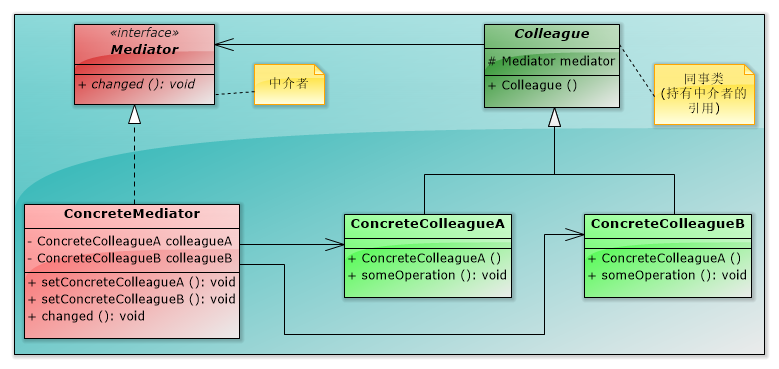 «interface»
Mediator
+ changed (): void
中介者
Colleague
# Mediator mediator
+ Colleague ()
同事类
(持有中介者的
引用)
ConcreteMediator
- ConcreteColleagueA colleagueA
- ConcreteColleagueB colleagueB
+ setConcreteColleagueA (): void
+ setConcreteColleagueB (): void
+ changed (): void
ConcreteColleagueA
+ ConcreteColleagueA ()
+ someOperation (): void
ConcreteColleagueB
+ ConcreteColleagueA ()
+ someOperation (): void